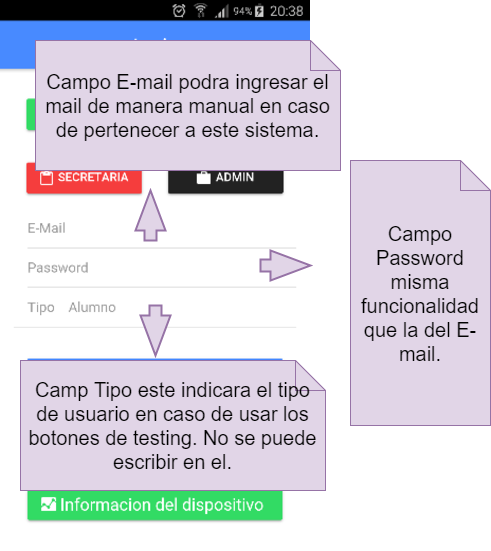 94% 20:38
Campo E-mail podra ingresar el
mail de manera manual en caso
de pertenecer a este sistema.
SECRETARIA
ADMIN
E-Mail
Password
Tipo Alumno
Campo
Password
misma
funcionalidad
que la del E-
mail.
Camp Tipo este indicara el tipo
de usuario en caso de usar los
botones de testing. No se puede
escribir en el.
Informacion del dispositivo